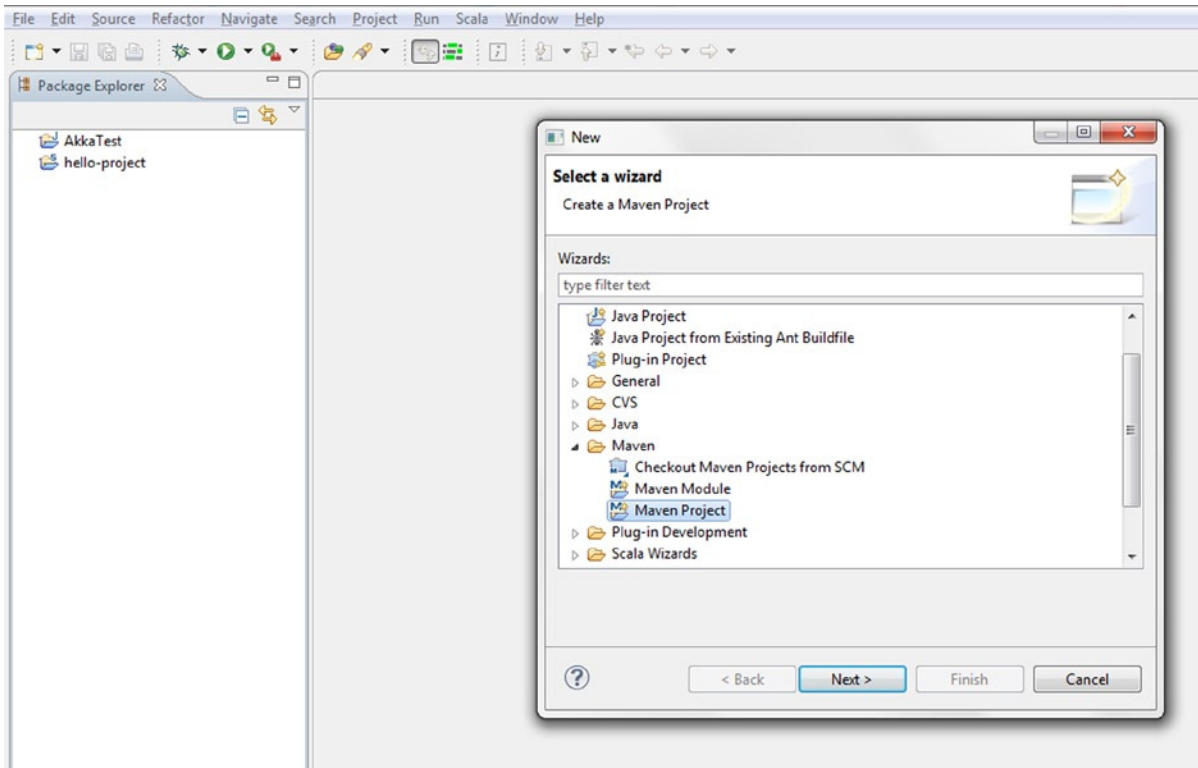 File Edit Source Refactor Navigate Search Project Run Scala Window Help
Package Explorer
AkkaTest
hello-project
New
Select a wizard
Create a Maven Project
Wizards:
type filter text
Java Project
Java Project from Existing Ant Buildfile
Plug-in Project
General
CVS
Java
Maven
Checkout Maven Projects from SCM
Maven Module
Maven Project
Plug-in Development
Scala Wizards
< Back Next > Finish Cancel